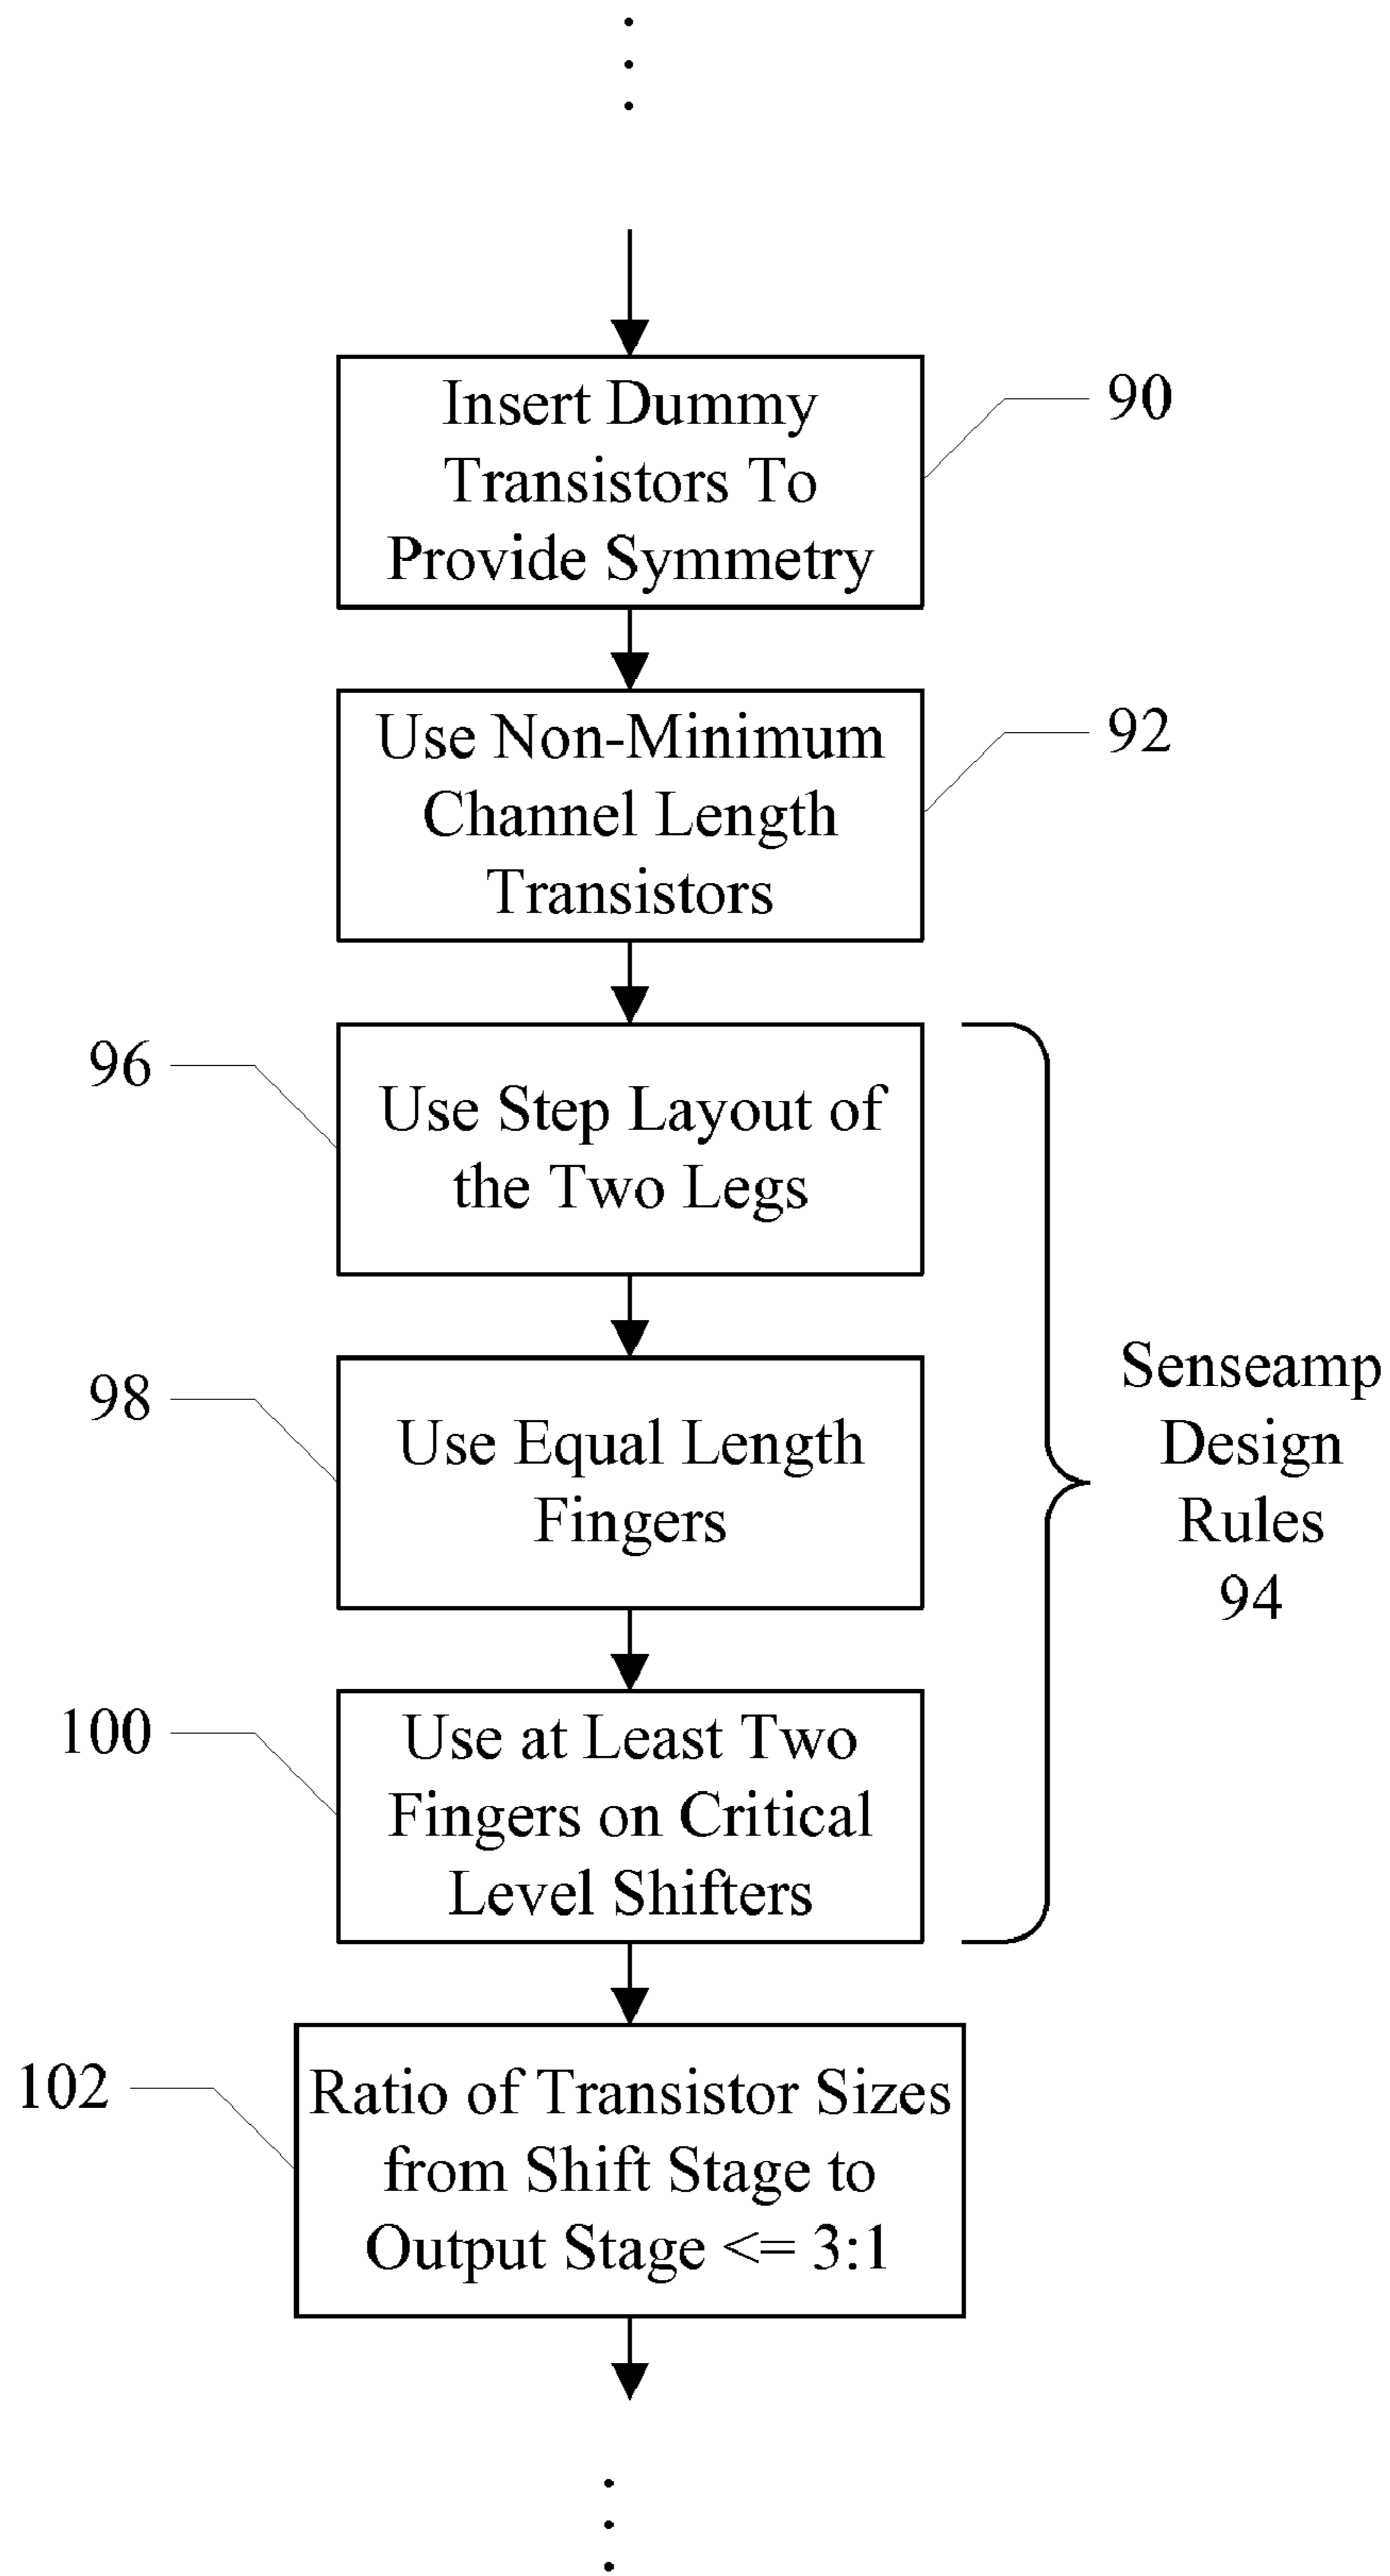 Insert Dummy
Transistors To
Provide Symmetry
90
Use Non-Minimum
Channel Length
Transistors
92
96
Use Step Layout of
the Two Legs
98
Use Equal Length
Fingers
Senseamp
Design
Rules
94
100
Use at Least Two
Fingers on Critical
Level Shifters
102
Ratio of Transistor Sizes
from Shift Stage to
Output Stage <= 3:1